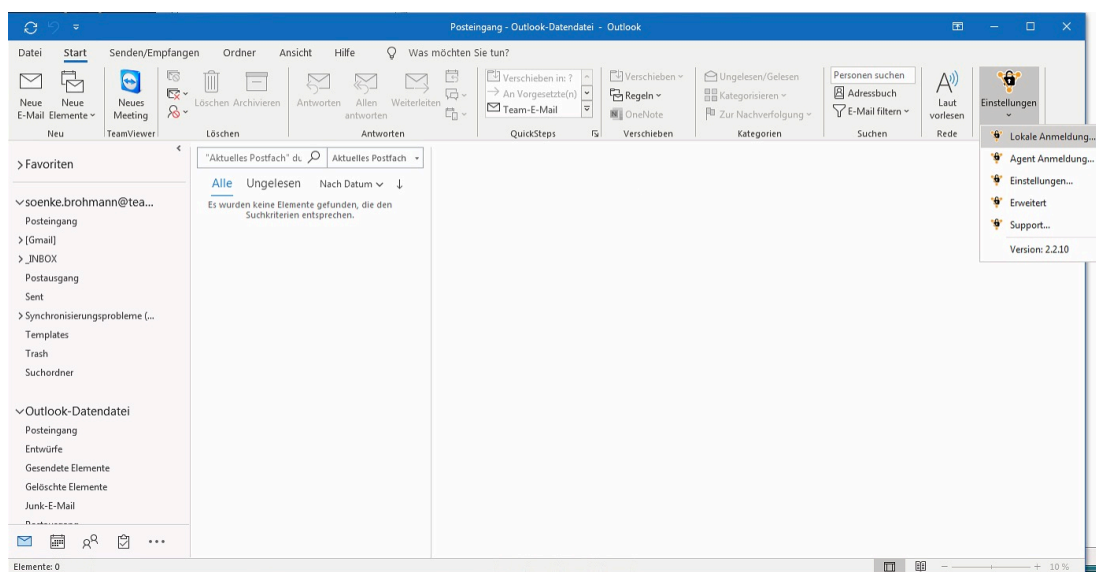 Posteingang - Outlook-Datendatei - Outlook
Datei Start Senden/Empfangen Ordner Ansicht Hilfe Was möchten Sie tun?
Neue E-Mail
Neue Elemente
Neu
Neues Meeting
TeamViewer
Löschen Archivieren
Löschen
Antworten
Allen antworten
Weiterleiten
Antworten
Verschieben in: ?
An Vorgesetzte(n)
Team-E-Mail
QuickSteps
Verschieben
Regeln
OneNote
Verschieben
Ungelesen/Gelesen
Kategorisieren
Zur Nachverfolgung
Kategorien
Personen suchen
Adressbuch
E-Mail filtern
Suchen
Laut vorlesen
Rede
Einstellungen
Lokale Anmeldung...
Agent Anmeldung...
Einstellungen...
Erweitert
Support...
Version: 2.2.10
Favoriten
soenke.brohmann@tea...
Posteingang
[Gmail]
_INBOX
Postausgang
Sent
Synchronisierungsprobleme (...
Templates
Trash
Suchordner
Outlook-Datendatei
Posteingang
Entwürfe
Gesendete Elemente
Gelöschte Elemente
Junk-E-Mail
"Aktuelles Postfach" du Aktuelles Postfach
Alle Ungelesen Nach Datum
Es wurden keine Elemente gefunden, die den
Suchkriterien entsprechen.
Elemente: 0
10 %